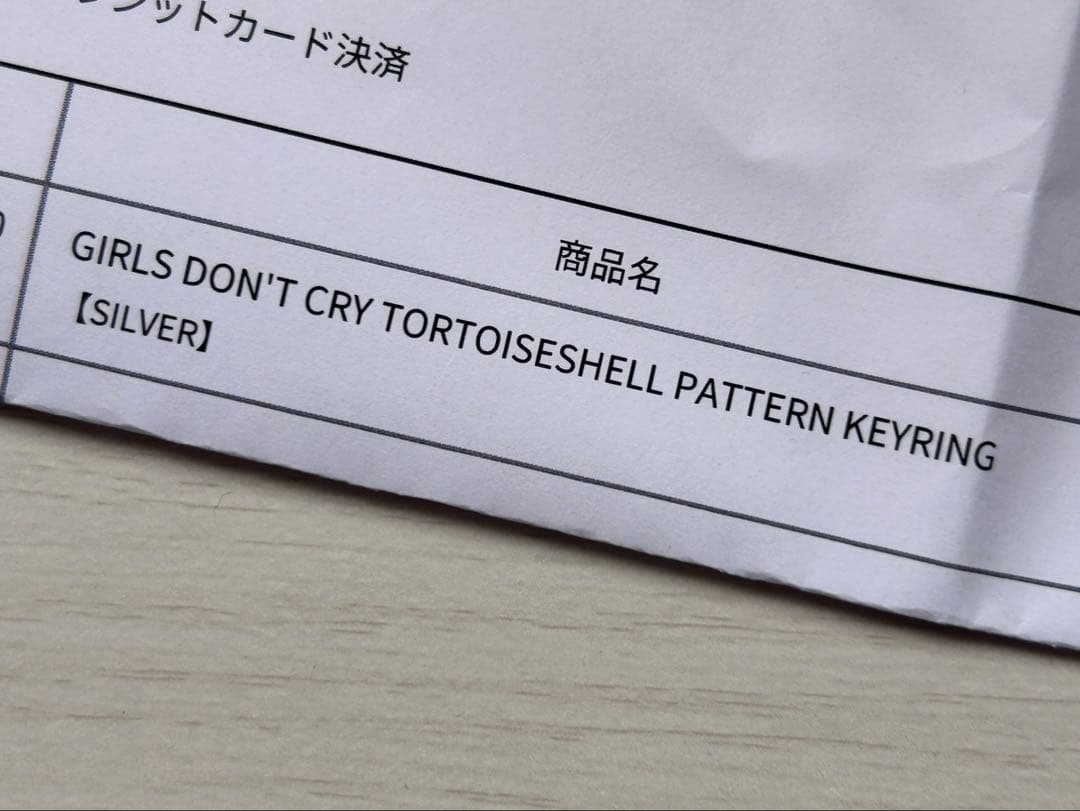 ットカード決済
商品名
GIRLS DON'T CRY TORTOISESHELL PATTERN KEYRING
【SILVER】